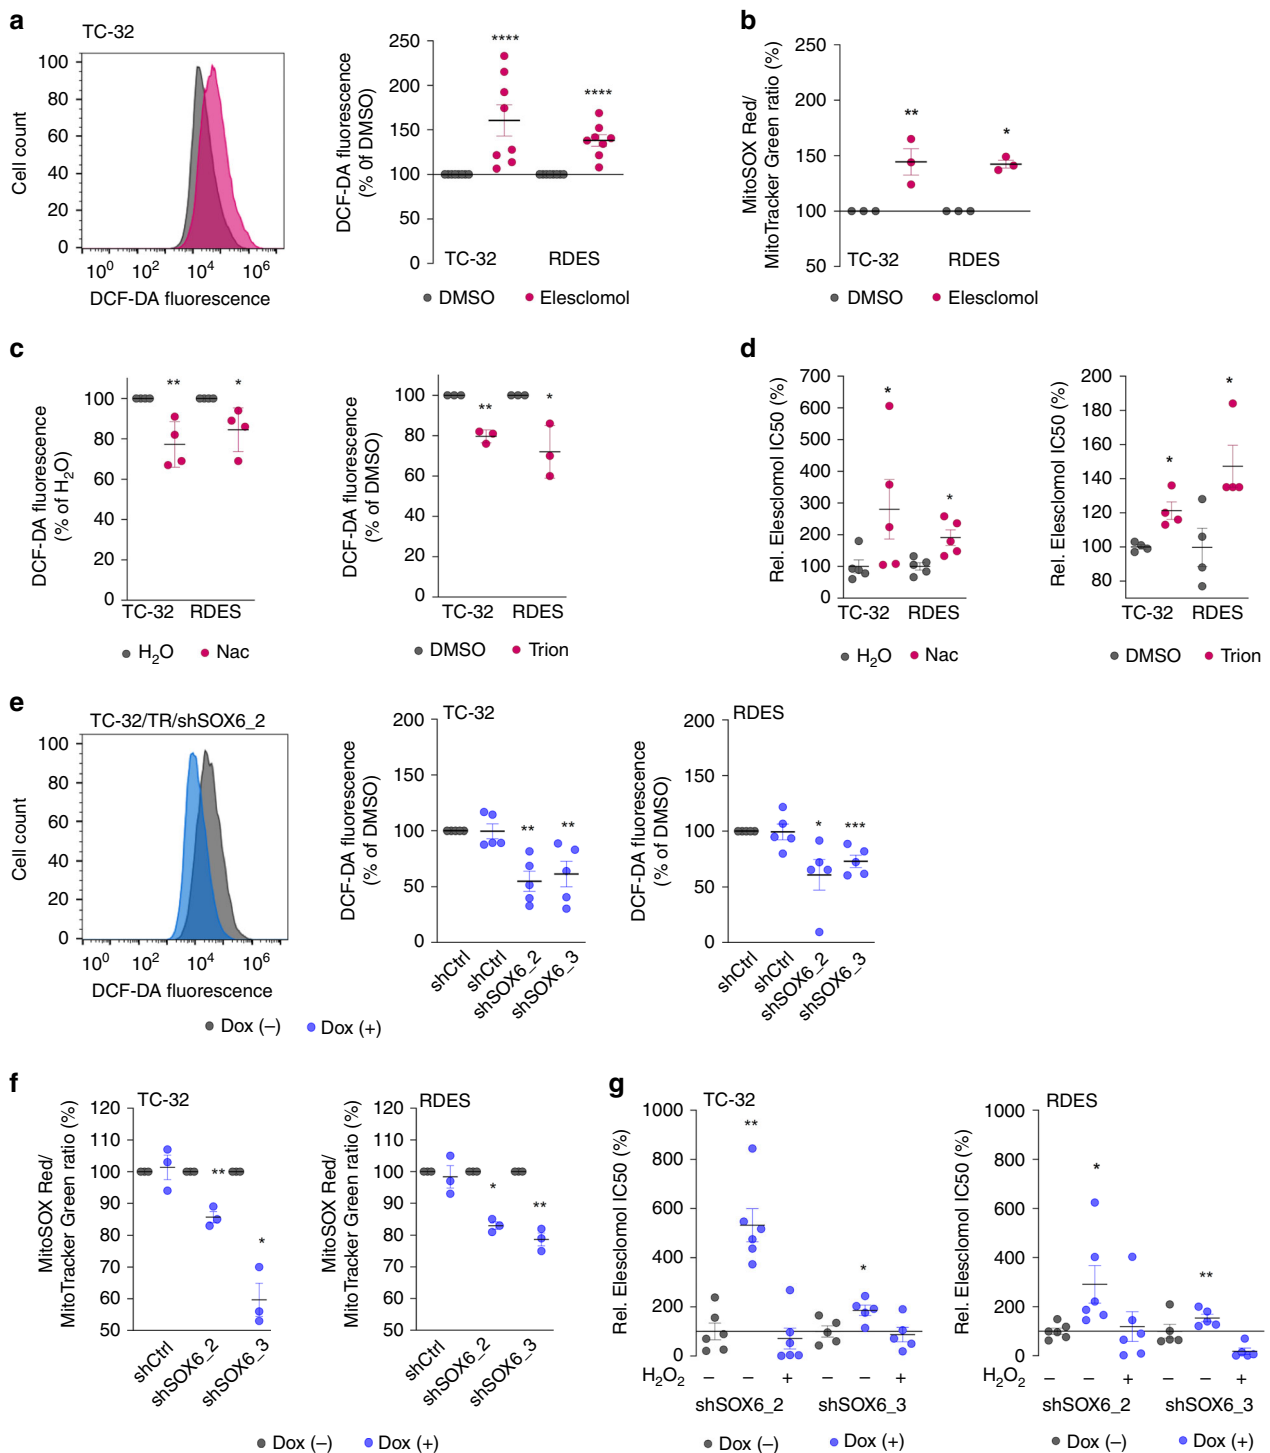 a
TC-32
100
80
60
40
20
0
10^0 10^2 10^4 10^6
Cell count
DCF-DA fluorescence
DCF-DA fluorescence
(% 0f DMSO)
250
200
150
100
50
0
****
****
TC-32 RDES
DMSO Elesclomol
b
MitoSOX Red/
MitoTracker Green ratio (%)
250
200
150
100
50
**
*
TC-32 RDES
DMSO Elesclomol
c
DCF-DA fluorescence
(% of H2O)
100
80
60
40
20
0
**
*
TC-32 RDES
H2O Nac
DCF-DA fluorescence
(% of DMSO)
100
80
60
40
20
0
**
*
TC-32 RDES
DMSO Trion
d
Rel. Elesclomol IC50 (%)
700
600
500
400
300
200
100
0
*
*
TC-32 RDES
H2O Nac
Rel. Elesclomol IC50 (%)
200
180
160
140
120
100
80
*
*
TC-32 RDES
DMSO Trion
e
TC-32/TR/shSOX6_2
Cell count
100
80
60
40
20
0
10^0 10^2 10^4 10^6
DCF-DA fluorescence
Dox (–) Dox (+)
TC-32
DCF-DA fluorescence
(% of DMSO)
200
150
100
50
0
** **
shCtrl shCtrl shSOX6_2 shSOX6_3
RDES
DCF-DA fluorescence
(% of DMSO)
200
150
100
50
0
* ***
shCtrl shCtrl shSOX6_2 shSOX6_3
f
TC-32
MitoSOX Red/
MitoTracker Green ratio (%)
120
110
100
90
80
70
60
50
**
*
shCtrl shSOX6_2 shSOX6_3
RDES
MitoSOX Red/
MitoTracker Green ratio (%)
120
110
100
90
80
70
60
50
*
**
shCtrl shSOX6_2 shSOX6_3
Dox (–) Dox (+)
g
TC-32
Rel. Elesclomol IC50 (%)
1000
800
600
400
200
0
**
*
H2O2 – – + – – +
shSOX6_2 shSOX6_3
Dox (–) Dox (+)
RDES
Rel. Elesclomol IC50 (%)
1000
800
600
400
200
0
*
**
– – + – – +
shSOX6_2 shSOX6_3
Dox (–) Dox (+)